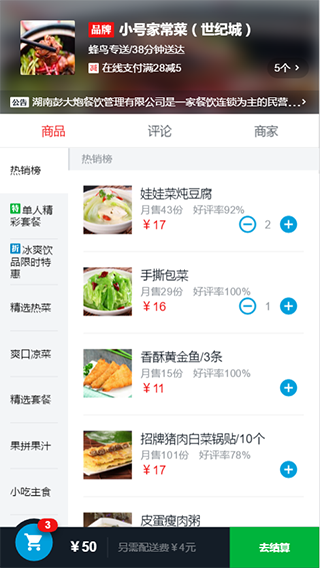 品牌 小号家常菜（世纪城）
蜂鸟专送/38分钟送达
减 在线支付满28减5 5个 >
公告 湖南彭大炮餐饮管理有限公司是一家餐饮连锁为主的民营... >
商品 评论 商家
热销榜
特 单人精
彩套餐
折 冰爽饮
品限时特
惠
精选热菜
爽口凉菜
精选套餐
果拼果汁
小吃主食
热销榜
娃娃菜炖豆腐
月售43份 好评率92%
￥17 2
手撕包菜
月售29份 好评率100%
￥16 1
香酥黄金鱼/3条
月售15份 好评率100%
￥11
招牌猪肉白菜锅贴/10个
月售101份 好评率78%
￥17
皮蛋瘦肉粥
3
￥50 另需配送费￥4元 去结算